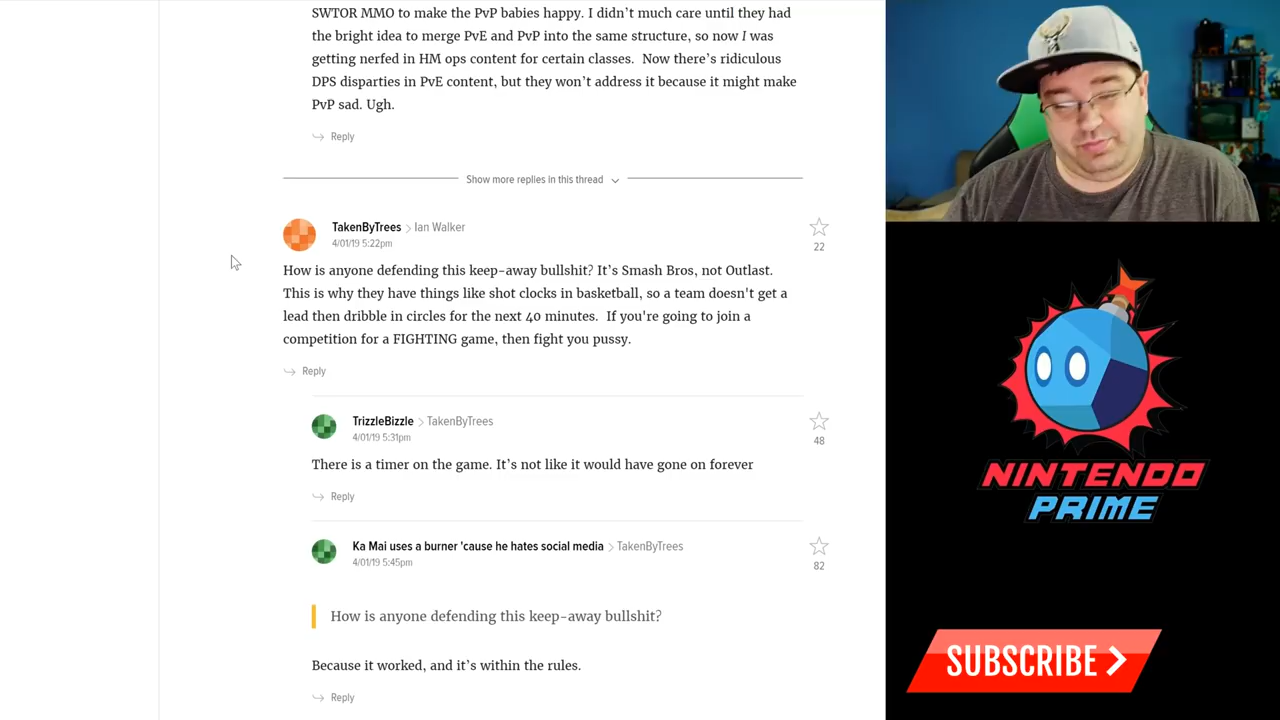 SWTOR MMO to make the PvP babies happy. I didn't much care until they had
the bright idea to merge PvE and PvP into the same structure, so now I was
getting nerfed in HM ops content for certain classes.  Now there's ridiculous
DPS disparities in PvE content, but they won't address it because it might make
PvP sad. Ugh.
Reply
Show more replies in this thread
TakenByTrees > Ian Walker
4/01/19 5:22pm
22
How is anyone defending this keep-away bullshit? It's Smash Bros, not Outlast.
This is why they have things like shot clocks in basketball, so a team doesn't get a
lead then dribble in circles for the next 40 minutes.  If you're going to join a
competition for a FIGHTING game, then fight you pussy.
Reply
TrizzleBizzle > TakenByTrees
4/01/19 5:31pm
48
There is a timer on the game. It's not like it would have gone on forever
Reply
Ka Mai uses a burner 'cause he hates social media > TakenByTrees
4/01/19 5:45pm
82
How is anyone defending this keep-away bullshit?
Because it worked, and it's within the rules.
Reply
NINTENDO
PRIME
SUBSCRIBE